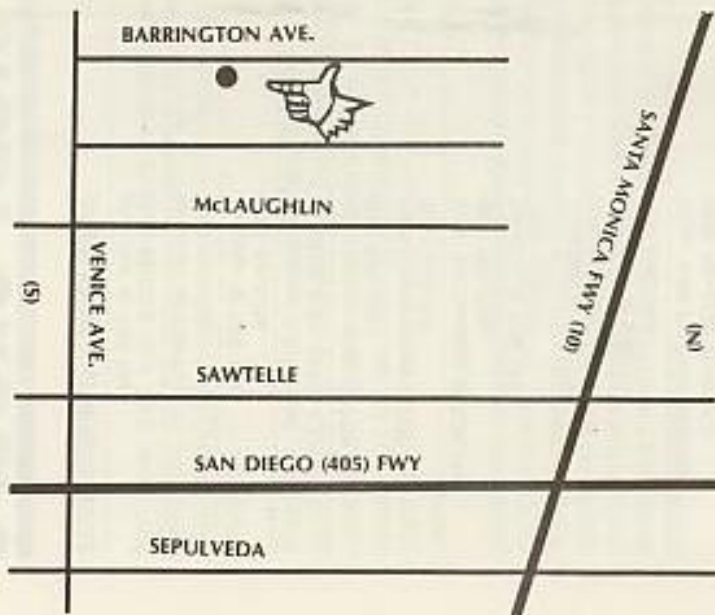 BARRINGTON AVE.
McLAUGHLIN
SANTA MONICA FWY (10)
VENICE AVE.
(S)
(N)
SAWTELLE
SAN DIEGO (405) FWY
SEPULVEDA